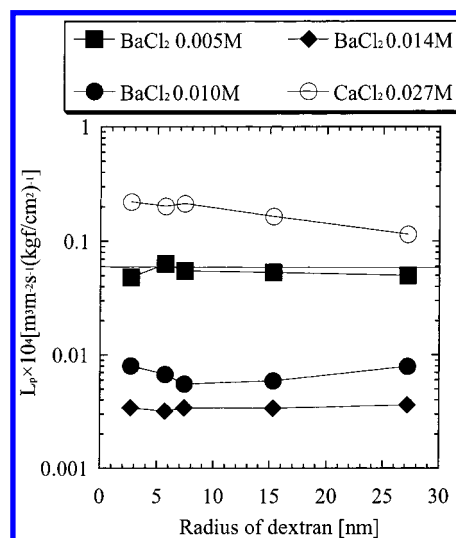 BaCl₂ 0.005M BaCl₂ 0.014M
BaCl₂ 0.010M CaCl₂ 0.027M
1
0.1
0.01
0.001
Lₚ×10⁴[m³m⁻²s⁻¹(kgf/cm²)⁻¹]
0 5 10 15 20 25 30
Radius of dextran [nm]